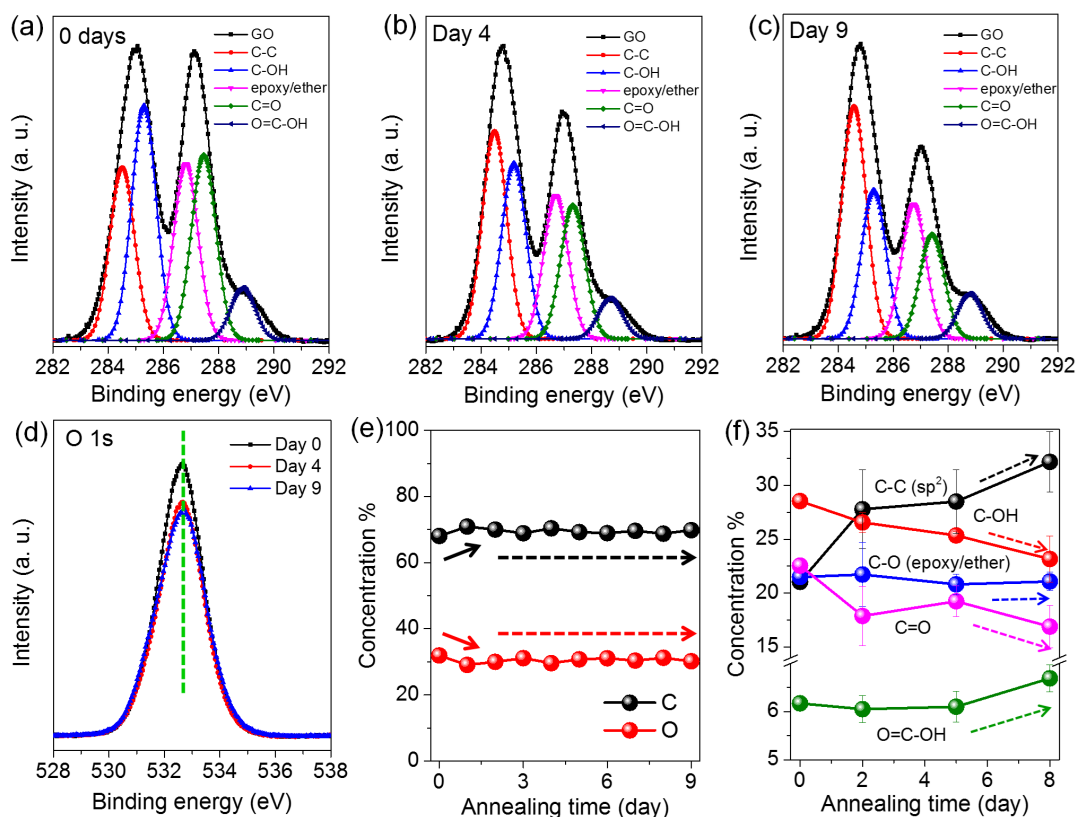 (a) 0 days
GO
C-C
C-OH
epoxy/ether
C=O
O=C-OH
Intensity (a. u.)
282 284 286 288 290 292
Binding energy (eV)
(b) Day 4
GO
C-C
C-OH
epoxy/ether
C=O
O=C-OH
Intensity (a. u.)
282 284 286 288 290 292
Binding energy (eV)
(c) Day 9
GO
C-C
C-OH
epoxy/ether
C=O
O=C-OH
Intensity (a. u.)
282 284 286 288 290 292
Binding energy (eV)
(d) O 1s
Day 0
Day 4
Day 9
Intensity (a. u.)
528 530 532 534 536 538
Binding energy (eV)
(e)
100
80
60
40
20
0
Concentration %
C
O
0 3 6 9
Annealing time (day)
(f)
35
30
25
20
15
6
5
Concentration %
C-C (sp²)
C-OH
C-O (epoxy/ether)
C=O
O=C-OH
0 2 4 6 8
Annealing time (day)